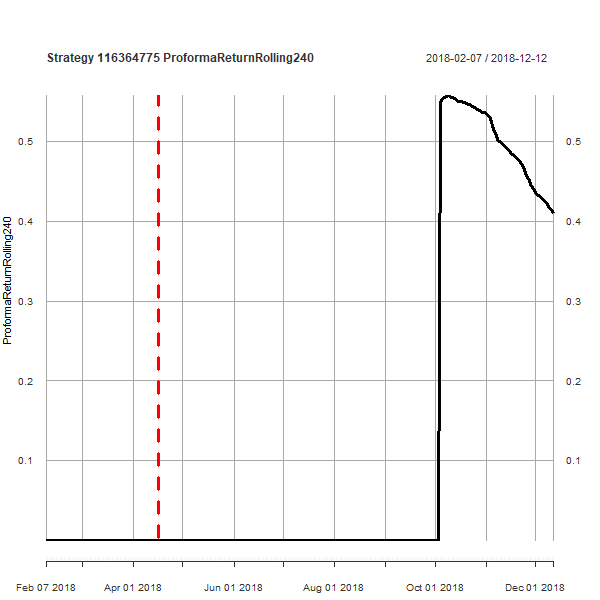 Strategy 116364775 ProformaReturnRolling240
2018-02-07 / 2018-12-12
ProformaReturnRolling240
0.5
0.4
0.3
0.2
0.1
0.5
0.4
0.3
0.2
0.1
Feb 07 2018
Apr 01 2018
Jun 01 2018
Aug 01 2018
Oct 01 2018
Dec 01 2018